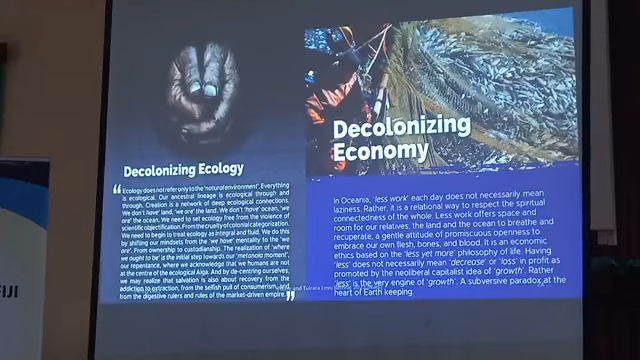 Decolonizing Ecology
“Ecology does not refer only to the 'natural environment'. Everything
is ecological. Our ancestral lineage is ecological through and
through. Creation is a network of deep ecological connections.
We don't 'have' land, 'we are' the land. We don't "have' ocean, 'we
are' the ocean. We need to set ecology free from the violence of
scientific objectification. From the cruelty of colonial categorization.
We need to begin to treat ecology as integral and fluid. We do this
by shifting our mindsets from the 'we have' mentality to the 'we
are'. From ownership to custodianship. The realization of 'where
we ought to be' is the initial step towards our 'metanoic moment',
our repentance, where we acknowledge that we humans are not
at the centre of the ecological Aiga. And by de-centring ourselves,
we may realize that salvation is also about recovery from the
addiction to extraction, from the selfish pull of consumerism, and
from the digestive rulers and rules of the market-driven empire.”
Decolonizing
Economy
In Oceania, 'less work' each day does not necessarily mean
laziness. Rather, it is a relational way to respect the spiritual
connectedness of the whole. Less work offers space and
room for our relatives, the land and the ocean to breathe and
recuperate, a gentle attitude of promiscuous openness to
embrace our own flesh, bones, and blood. It is an economic
ethics based on the 'less yet more' philosophy of life. Having
'less' does not necessarily mean 'decrease' or 'loss' in profit as
promoted by the neoliberal capitalist idea of 'growth'. Rather
'less' is the very engine of 'growth'. A subversive paradox at the
heart of Earth keeping.
FIJI